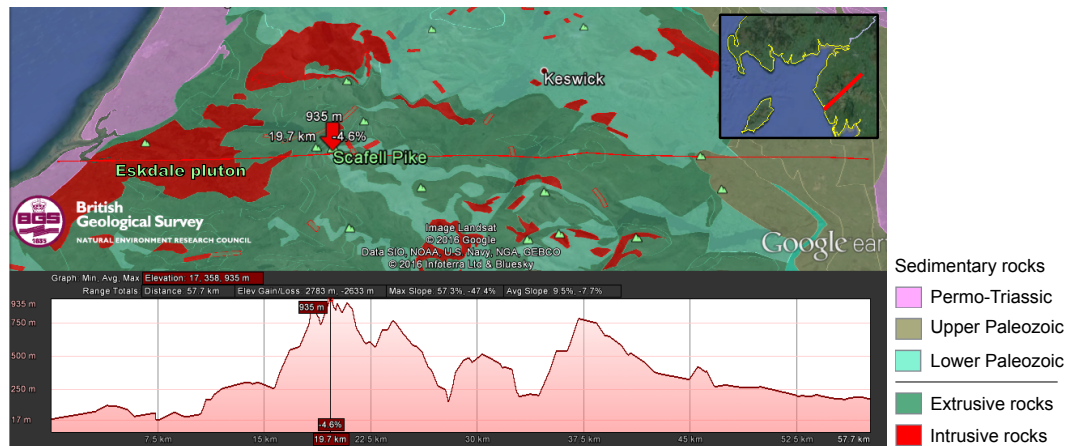 Keswick
935 m
19.7 km
-4.6%
Scafell Pike
Eskdale pluton
BGS
1835
British
Geological Survey
NATURAL ENVIRONMENT RESEARCH COUNCIL
Image Landsat
© 2016 Google
Data SIO, NOAA, U.S. Navy, NGA, GEBCO
© 2016 Infoterra Ltd & Bluesky
Google ear
Graph: Min, Avg, Max Elevation: 17, 358, 935 m
Range Totals: Distance: 57.7 km Elev Gain/Loss: 2783 m, -2633 m Max Slope: 57.3%, -47.4% Avg Slope: 9.5%, -7.7%
935 m
750 m
500 m
250 m
17 m
935 m
-4.6%
7.5 km 15 km 19.7 km 22.5 km 30 km 37.5 km 45 km 52.5 km 57.7 km
Sedimentary rocks
Permo-Triassic
Upper Paleozoic
Lower Paleozoic
Extrusive rocks
Intrusive rocks